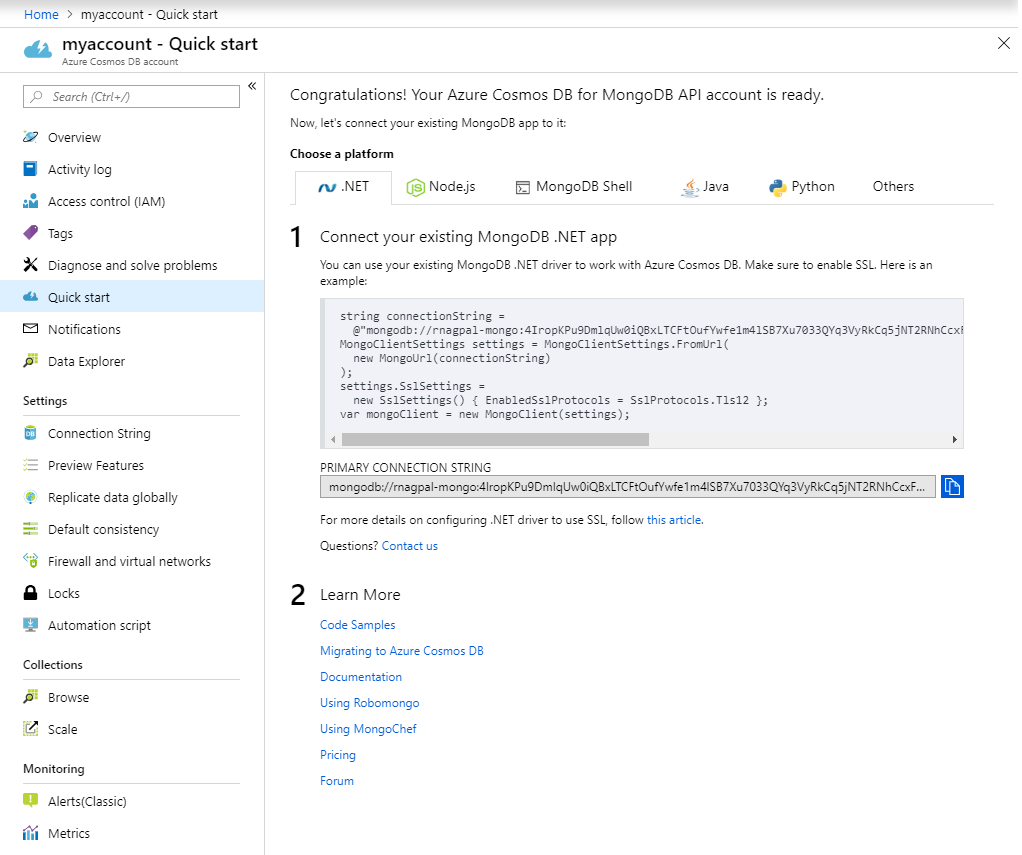 Home > myaccount - Quick start
myaccount - Quick start
Azure Cosmos DB account
Search (Ctrl+/)
Overview
Activity log
Access control (IAM)
Tags
Diagnose and solve problems
Quick start
Notifications
Data Explorer
Settings
Connection String
Preview Features
Replicate data globally
Default consistency
Firewall and virtual networks
Locks
Automation script
Collections
Browse
Scale
Monitoring
Alerts(Classic)
Metrics
Congratulations! Your Azure Cosmos DB for MongoDB API account is ready.
Now, let's connect your existing MongoDB app to it:
Choose a platform
.NET Node.js MongoDB Shell Java Python Others
1 Connect your existing MongoDB .NET app
You can use your existing MongoDB .NET driver to work with Azure Cosmos DB. Make sure to enable SSL. Here is an
example:
string connectionString =
@"mongodb://rnagpal-mongo:4IropKPu9DmlqUw0iQBxLTCFtOufYwfe1m4lSB7Xu7033QYq3VyRkCq5jNT2RNhCcxF
MongoClientSettings settings = MongoClientSettings.FromUrl(
new MongoUrl(connectionString)
);
settings.SslSettings =
new SslSettings() { EnabledSslProtocols = SslProtocols.Tls12 };
var mongoClient = new MongoClient(settings);
PRIMARY CONNECTION STRING
mongodb://rnagpal-mongo:4IropKPu9DmlqUw0iQBxLTCFtOufYwfe1m4lSB7Xu7033QYq3VyRkCq5jNT2RNhCcxF...
For more details on configuring .NET driver to use SSL, follow this article.
Questions? Contact us
2 Learn More
Code Samples
Migrating to Azure Cosmos DB
Documentation
Using Robomongo
Using MongoChef
Pricing
Forum